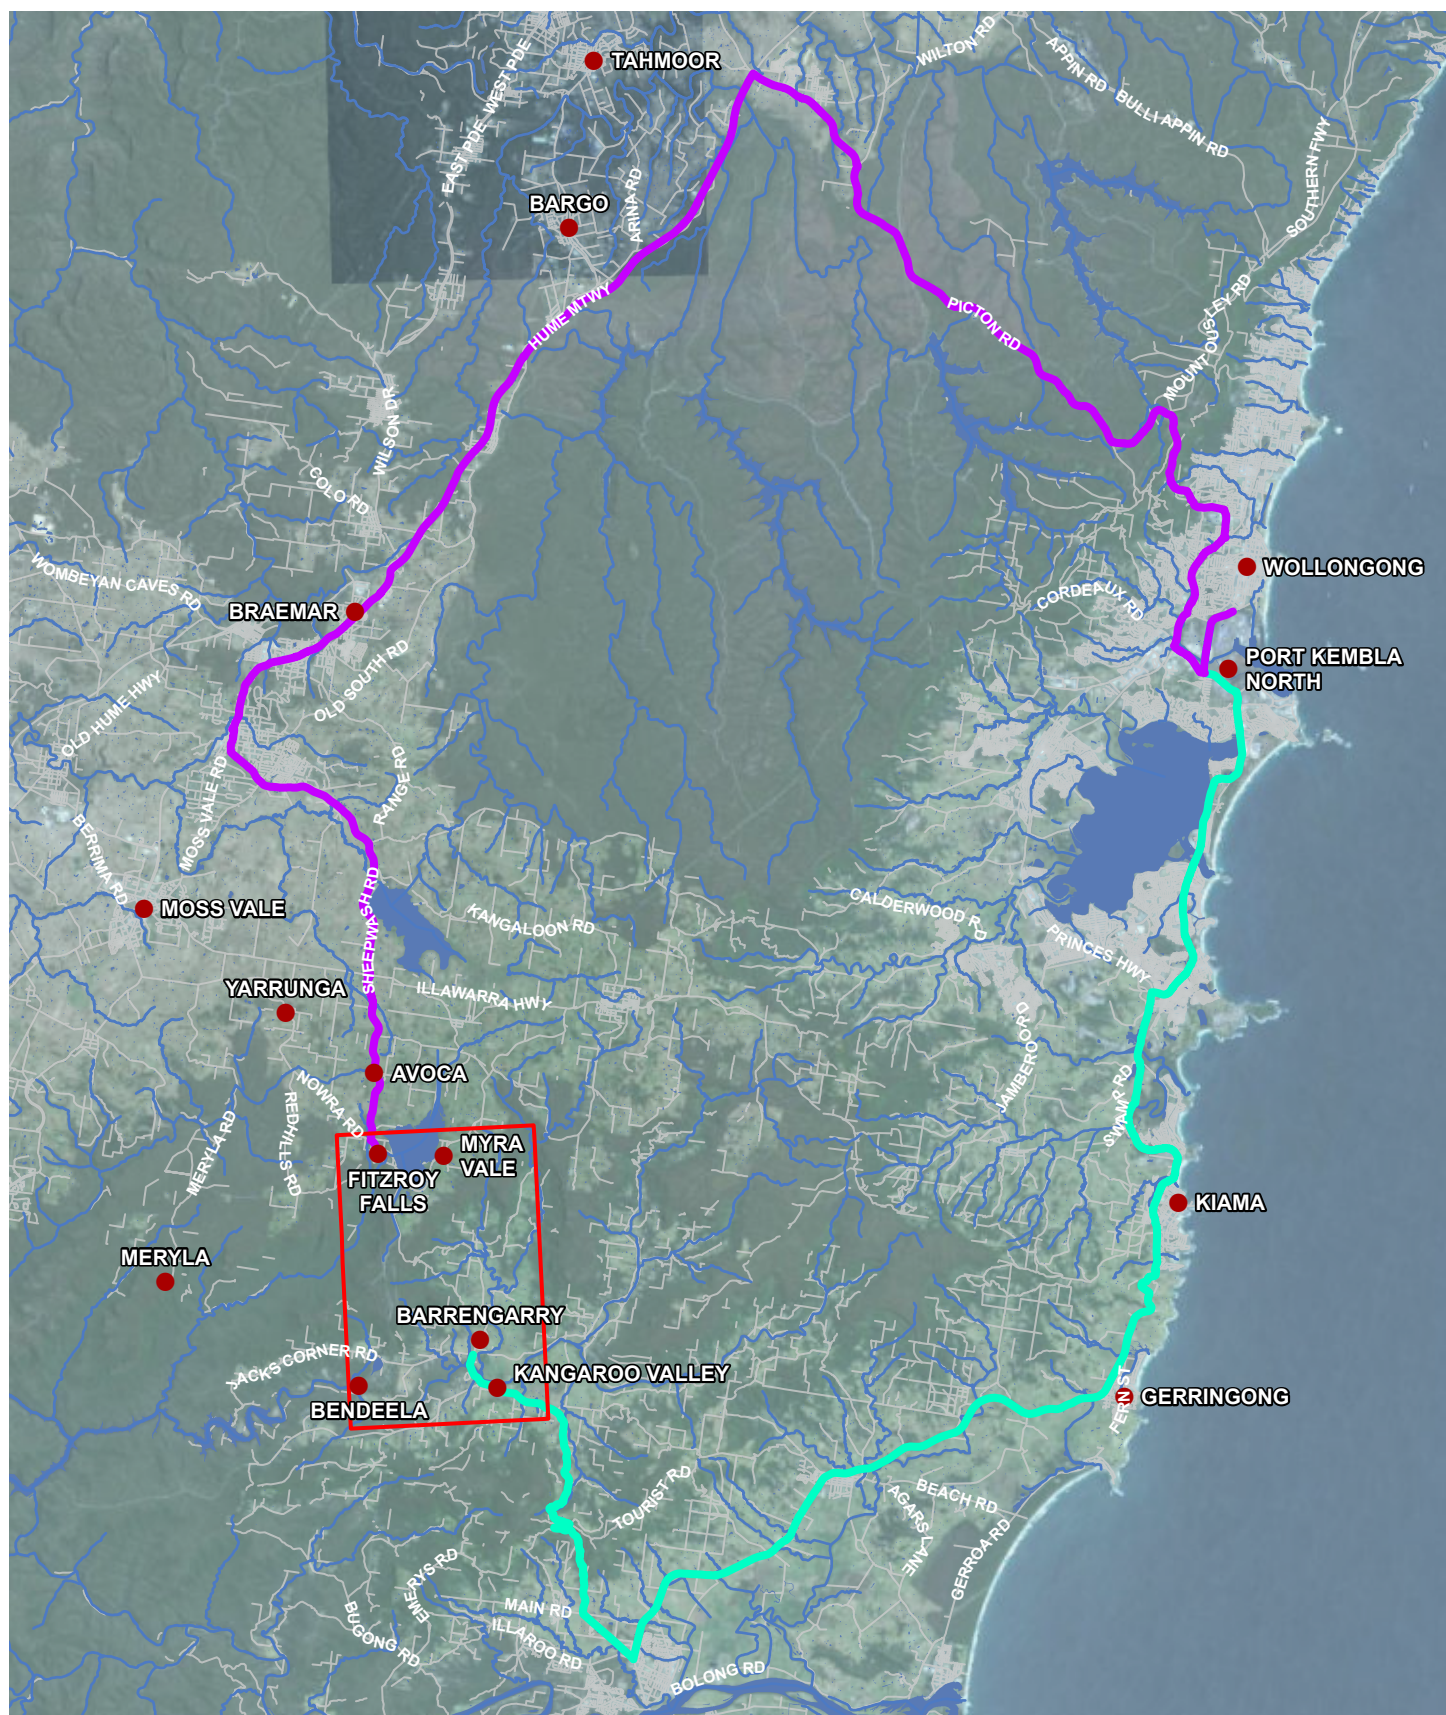 TAHMOOR
WILTON RD
APPIN RD
BULLI APPIN RD
WEST PDE
EAST PDE
SOUTHERN FWY
BARGO
ARINA RD
HUME MTWY
PICTON RD
MOUNT OUSLEY RD
WILSON DR
COLO RD
WOMBEYAN CAVES RD
WOLLONGONG
CORDEAUX RD
BRAEMAR
OLD SOUTH RD
PORT KEMBLA
NORTH
OLD HUME HWY
RANGE RD
MOSS VALE RD
BERRIMA RD
MOSS VALE
SHEEPWASH RD
KANGALOON RD
CALDERWOOD RD
PRINCES HWY
YARRUNGA
ILLAWARRA HWY
JAMBEROO RD
AVOCA
NOWRA RD
REDHILLS RD
MERYLA RD
SWAMP RD
MYRA
VALE
FITZROY
FALLS
KIAMA
MERYLA
BARRENGARRY
JACKS CORNER RD
KANGAROO VALLEY
BENDEELA
GERRINGONG
FERN ST
TOURIST RD
BEACH RD
AGARS LANE
GERROA RD
EMERYS RD
MAIN RD
BUGONG RD
ILLAROO RD
BOLONG RD